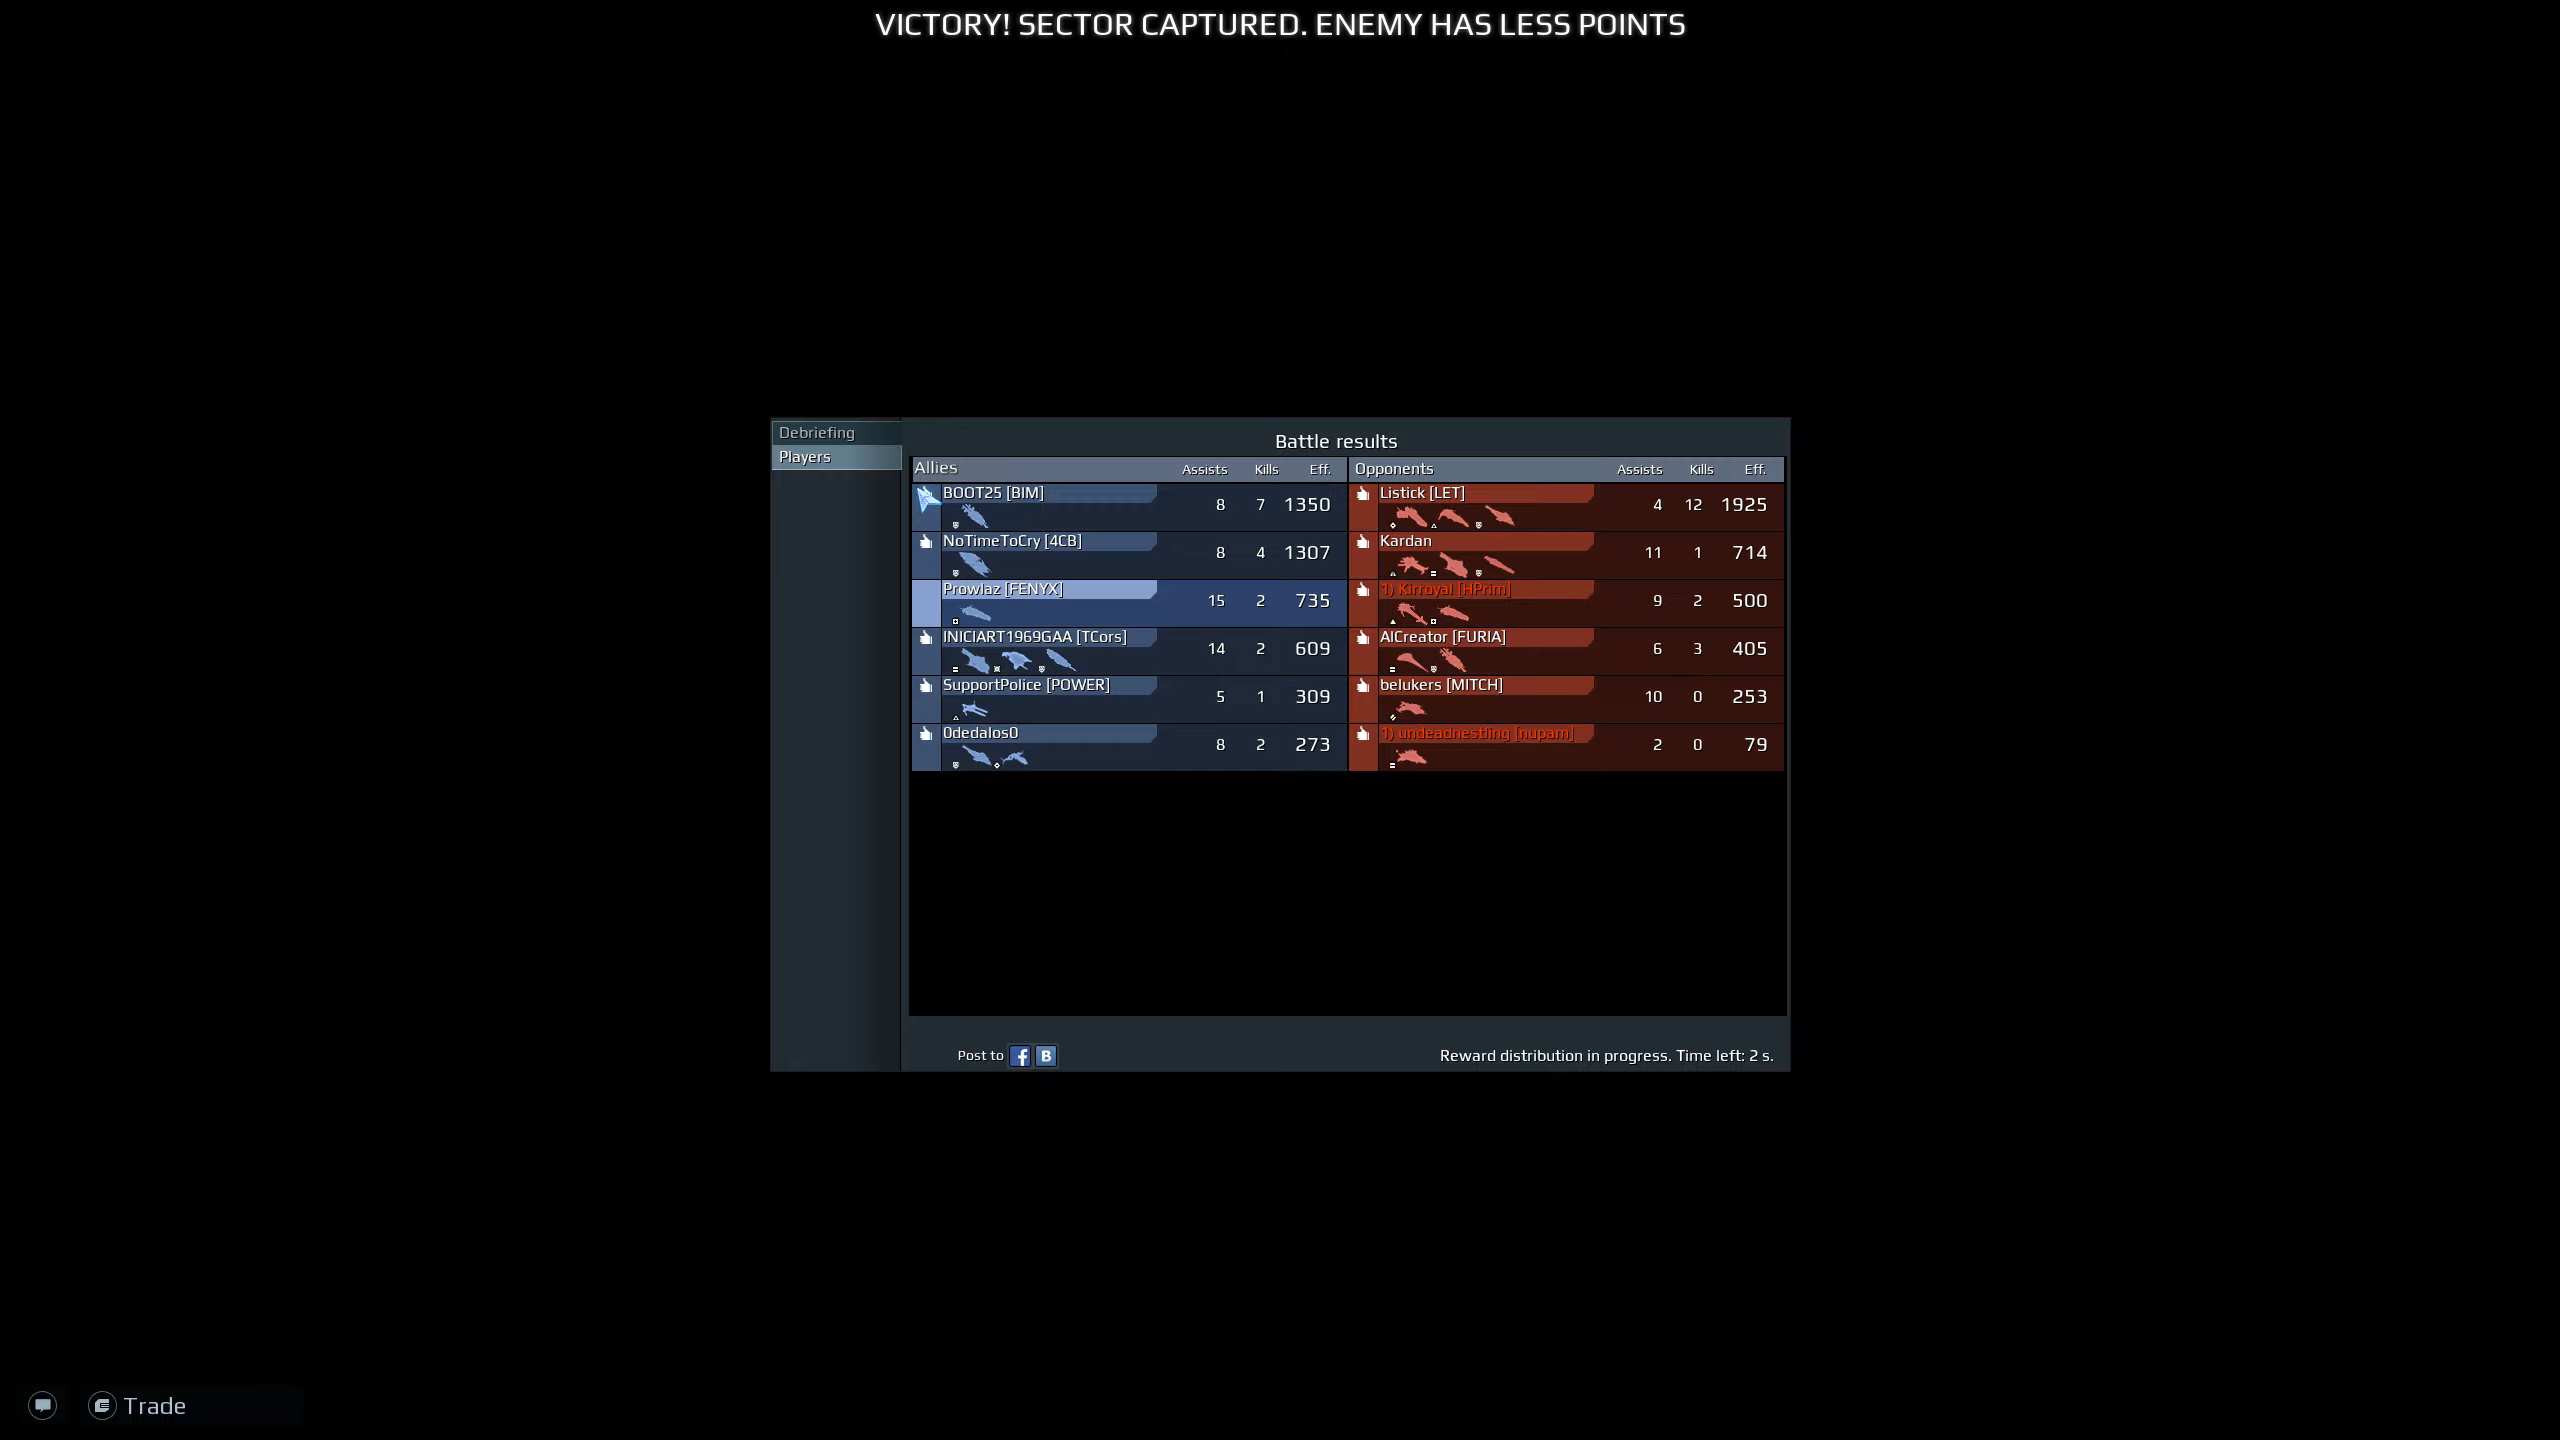 VICTORY! SECTOR CAPTURED. ENEMY HAS LESS POINTS
Debriefing
Players
Battle results
Allies Assists Kills Eff. Opponents Assists Kills Eff.
BOOT25 [BIM] 8 7 1350 Listick [LET] 4 12 1925
NoTimeToCry [4CB] 8 4 1307 Kardan 11 1 714
Prowlaz [FENYX] 15 2 735 1) Kirroyal [HPrim] 9 2 500
INICIART1969GAA [TCors] 14 2 609 AlCreator [FURIA] 6 3 405
SupportPolice [POWER] 5 1 309 belukers [MITCH] 10 0 253
0dedalos0 8 2 273 1) undeadnestling [nupam] 2 0 79
Post to f B Reward distribution in progress. Time left: 2 s.
Trade